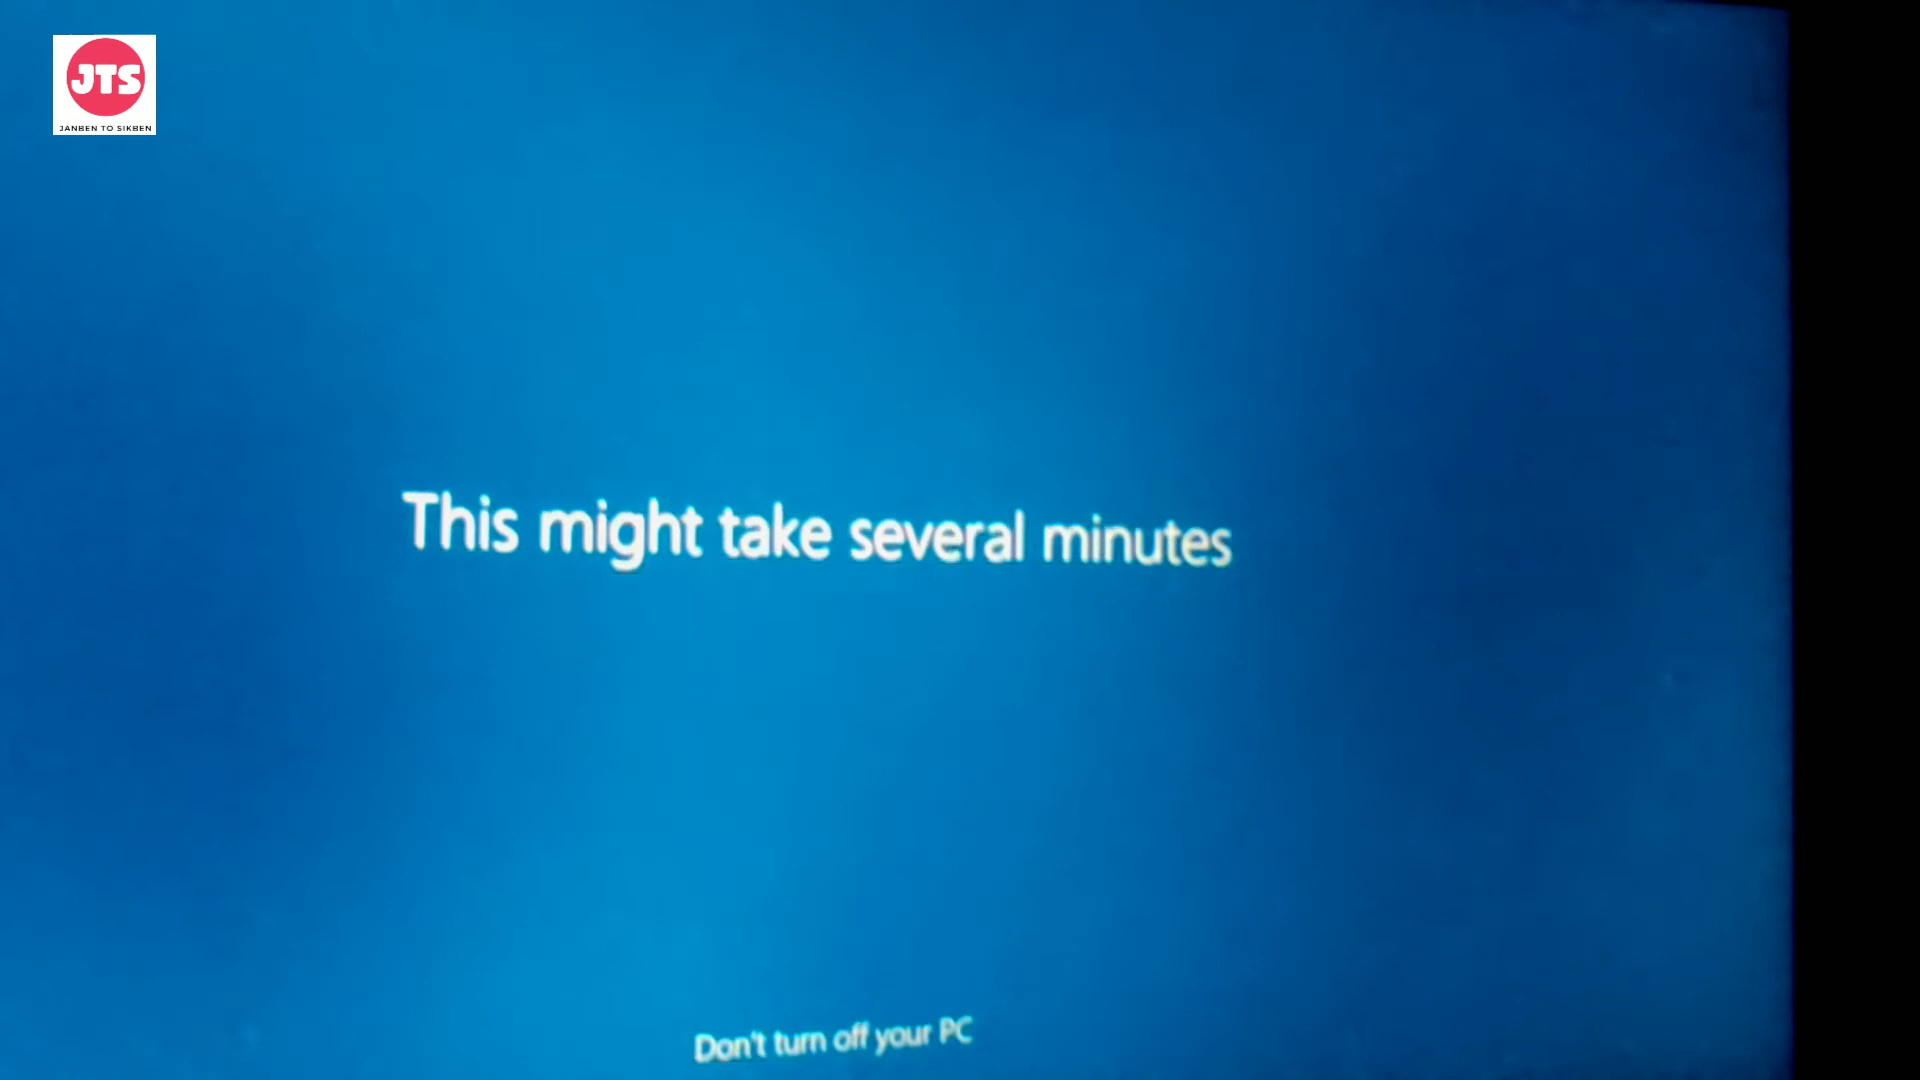 JTS
JANBEN TO SIKBEN
This might take several minutes
Don't turn off your PC